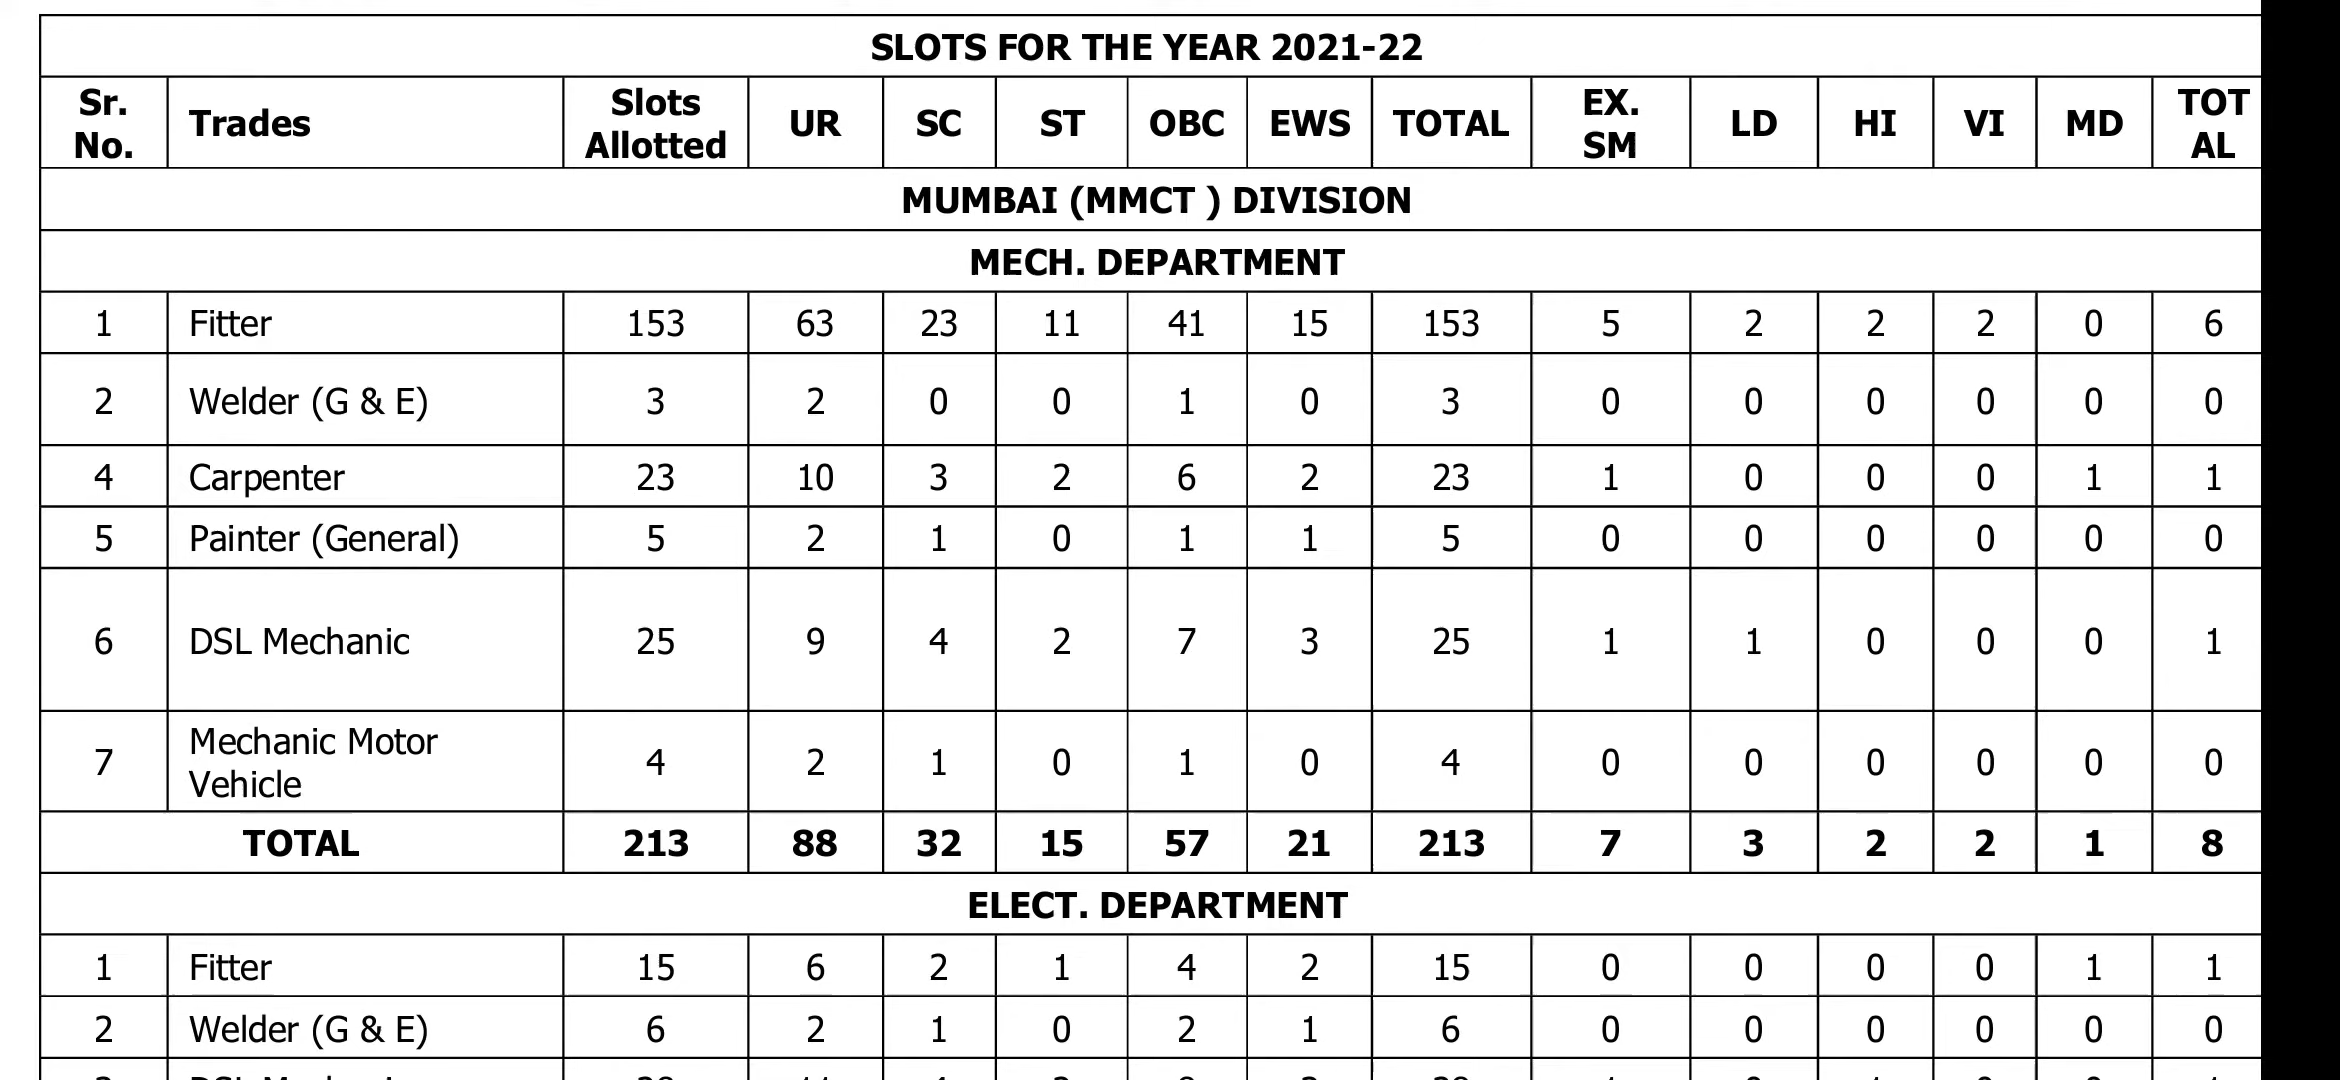 SLOTS FOR THE YEAR 2021-22
Sr. No. Trades Slots Allotted UR SC ST OBC EWS TOTAL EX. SM LD HI VI MD TOT AL
MUMBAI (MMCT ) DIVISION
MECH. DEPARTMENT
1 Fitter 153 63 23 11 41 15 153 5 2 2 2 0 6
2 Welder (G & E) 3 2 0 0 1 0 3 0 0 0 0 0 0
4 Carpenter 23 10 3 2 6 2 23 1 0 0 0 1 1
5 Painter (General) 5 2 1 0 1 1 5 0 0 0 0 0 0
6 DSL Mechanic 25 9 4 2 7 3 25 1 1 0 0 0 1
7 Mechanic Motor Vehicle 4 2 1 0 1 0 4 0 0 0 0 0 0
TOTAL 213 88 32 15 57 21 213 7 3 2 2 1 8
ELECT. DEPARTMENT
1 Fitter 15 6 2 1 4 2 15 0 0 0 0 1 1
2 Welder (G & E) 6 2 1 0 2 1 6 0 0 0 0 0 0